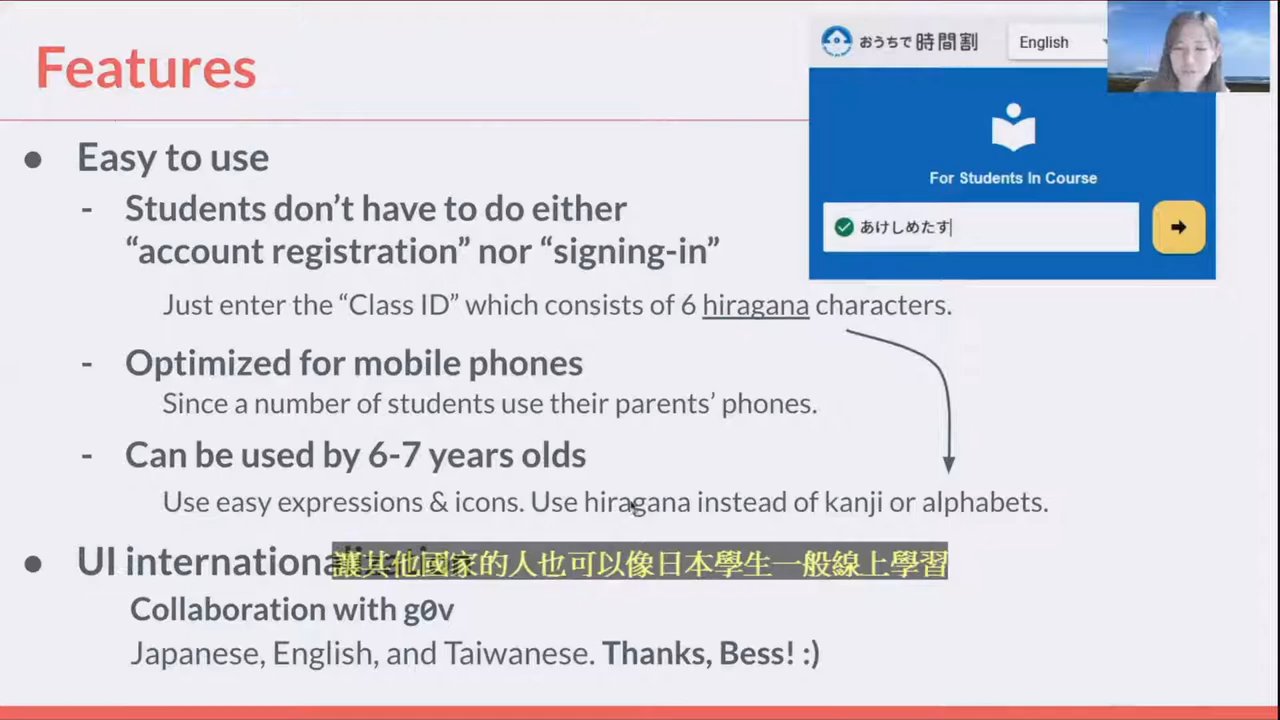 Features
おうちで時間割
English
For Students In Course
あけしめたす
● Easy to use
- Students don’t have to do either
“account registration” nor “signing-in”
Just enter the “Class ID” which consists of 6 hiragana characters.
- Optimized for mobile phones
Since a number of students use their parents’ phones.
- Can be used by 6-7 years olds
Use easy expressions & icons. Use hiragana instead of kanji or alphabets.
● UI internationalization
讓其他國家的人也可以像日本學生一般線上學習
Collaboration with g0v
Japanese, English, and Taiwanese. Thanks, Bess! :)